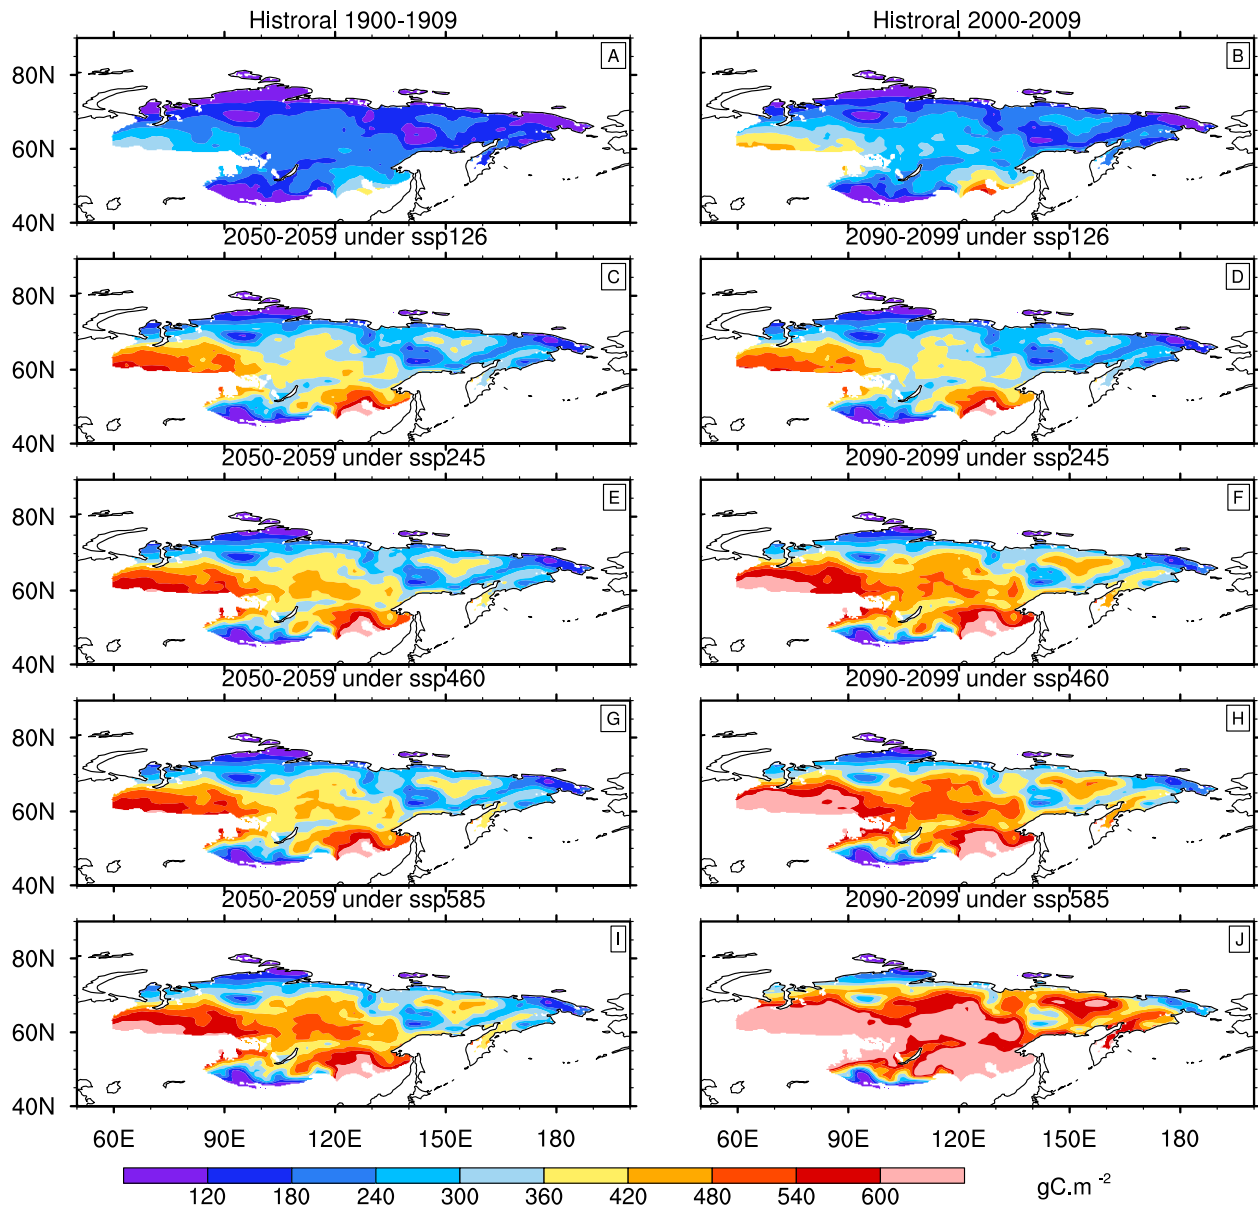 Histroral 1900-1909
Histroral 2000-2009
A
B
80N
60N
40N
2050-2059 under ssp126
2090-2099 under ssp126
C
D
80N
60N
40N
2050-2059 under ssp245
2090-2099 under ssp245
E
F
80N
60N
40N
2050-2059 under ssp460
2090-2099 under ssp460
G
H
80N
60N
40N
2050-2059 under ssp585
2090-2099 under ssp585
I
J
80N
60N
40N
60E 90E 120E 150E 180
60E 90E 120E 150E 180
120 180 240 300 360 420 480 540 600
gC.m -2